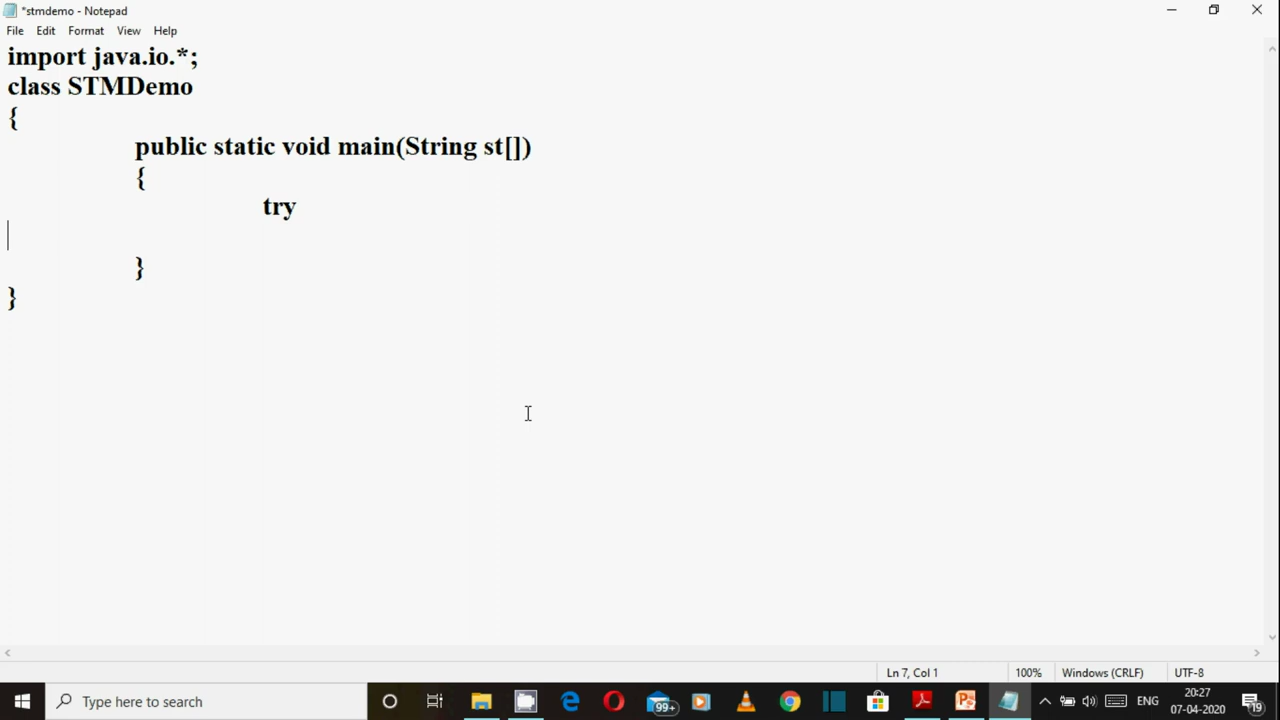 *stmdemo - Notepad
File Edit Format View Help
import java.io.*;
class STMDemo
{
public static void main(String st[])
{
try
}
}
Ln 7, Col 1 100% Windows (CRLF) UTF-8
Type here to search 99+ ENG 20:27 07-04-2020 19